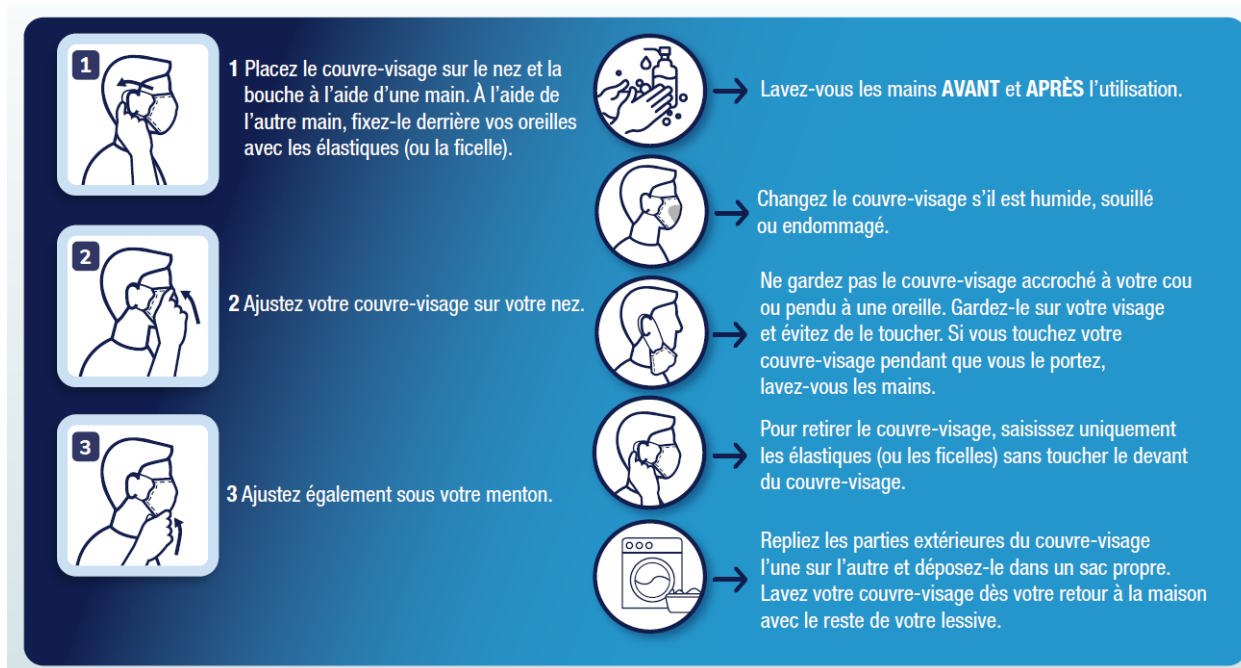 1
1 Placez le couvre-visage sur le nez et la
bouche à l’aide d’une main. À l’aide de
l’autre main, fixez-le derrière vos oreilles
avec les élastiques (ou la ficelle).
2
2 Ajustez votre couvre-visage sur votre nez.
3
3 Ajustez également sous votre menton.
Lavez-vous les mains AVANT et APRÈS l’utilisation.
Changez le couvre-visage s’il est humide, souillé
ou endommagé.
Ne gardez pas le couvre-visage accroché à votre cou
ou pendu à une oreille. Gardez-le sur votre visage
et évitez de le toucher. Si vous touchez votre
couvre-visage pendant que vous le portez,
lavez-vous les mains.
Pour retirer le couvre-visage, saisissez uniquement
les élastiques (ou les ficelles) sans toucher le devant
du couvre-visage.
Repliez les parties extérieures du couvre-visage
l’une sur l’autre et déposez-le dans un sac propre.
Lavez votre couvre-visage dès votre retour à la maison
avec le reste de votre lessive.